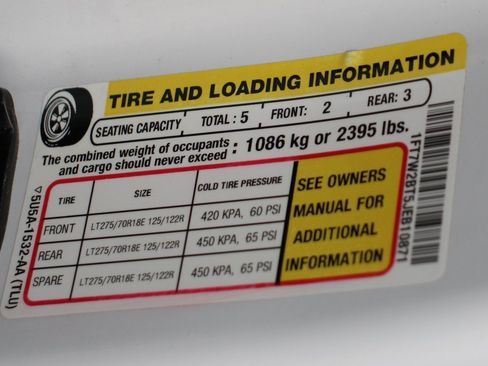 TIRE AND LOADING INFORMATION
SEATING CAPACITY TOTAL : 5 FRONT: 2 REAR: 3
The combined weight of occupants and cargo should never exceed : 1086 kg or 2395 lbs.
TIRE SIZE COLD TIRE PRESSURE
FRONT LT275/70R18E 125/122R 420 KPA, 60 PSI
REAR LT275/70R18E 125/122R 450 KPA, 65 PSI
SPARE LT275/70R18E 125/122R 450 KPA, 65 PSI
SEE OWNERS
MANUAL FOR
ADDITIONAL
INFORMATION
▽5U5A-1532-AA (TLU)
1FT7W2BT5JEB10871